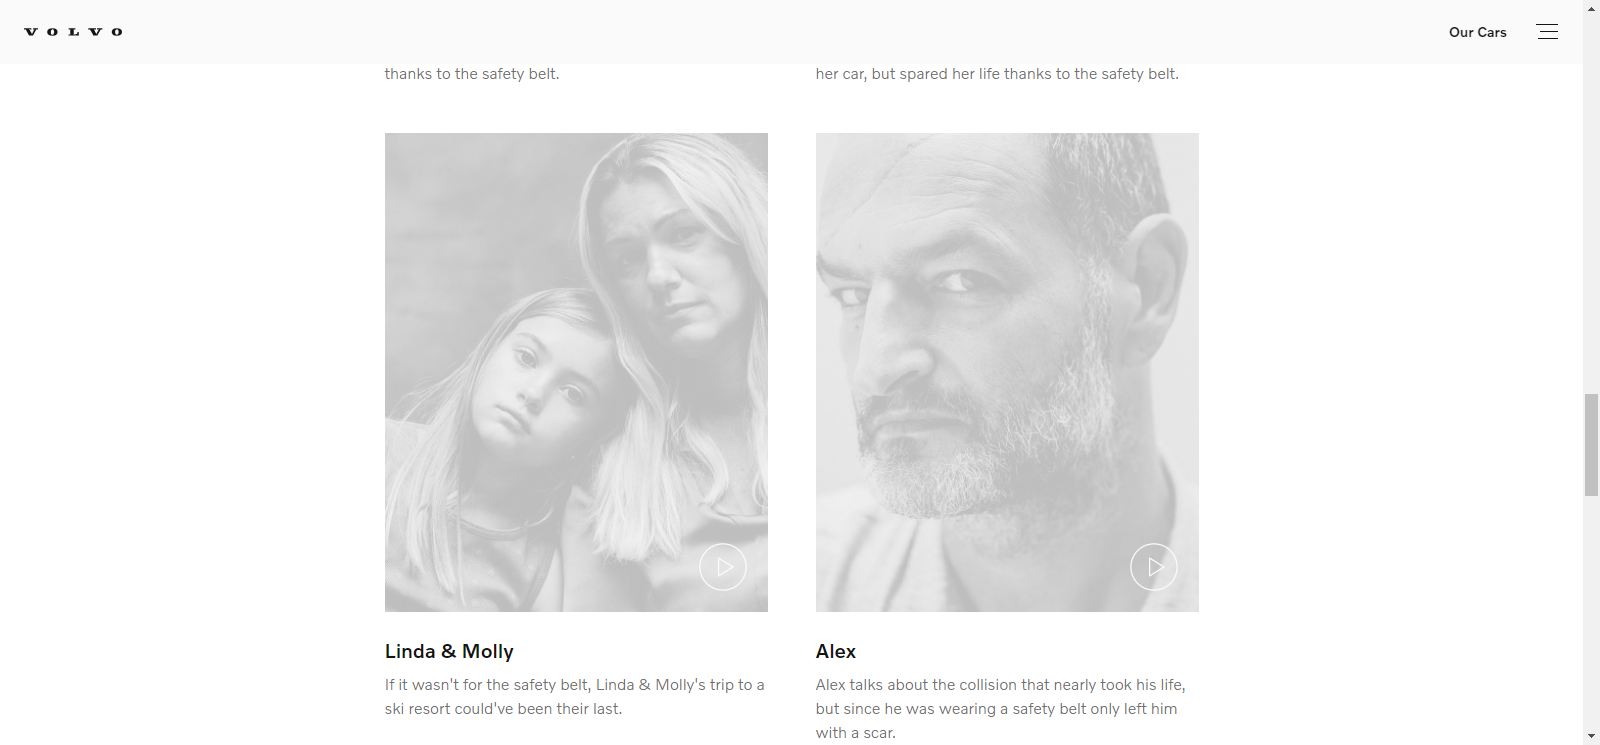 VOLVO
Our Cars
thanks to the safety belt.
her car, but spared her life thanks to the safety belt.
Linda & Molly
If it wasn't for the safety belt, Linda & Molly's trip to a
ski resort could've been their last.
Alex
Alex talks about the collision that nearly took his life,
but since he was wearing a safety belt only left him
with a scar.